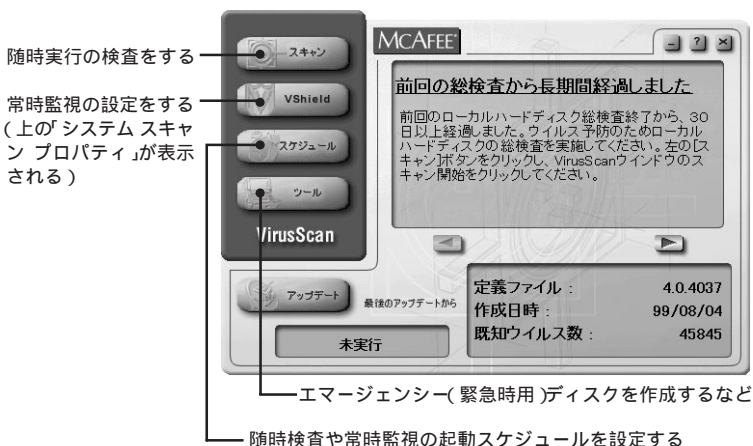 随時実行の検査をする
常時監視の設定をする
(上の「システム スキャ
ン プロパティ」が表示
される)
スキャン
VShield
スケジュール
ツール
VirusScan
McAFEE
前回の総検査から長期間経過しました
前回のローカルハードディスク総検査終了から、30
日以上経過しました。ウイルス予防のためローカル
ハードディスクの総検査を実施してください。左の[ス
キャン]ボタンをクリックし、VirusScanウインドウのス
キャン開始をクリックしてください。
アップデート
最後のアップデートから
未実行
定義ファイル : 4.0.4037
作成日時 : 99/08/04
既知ウイルス数 : 45845
エマージェンシー(緊急時用)ディスクを作成するなど
随時検査や常時監視の起動スケジュールを設定する